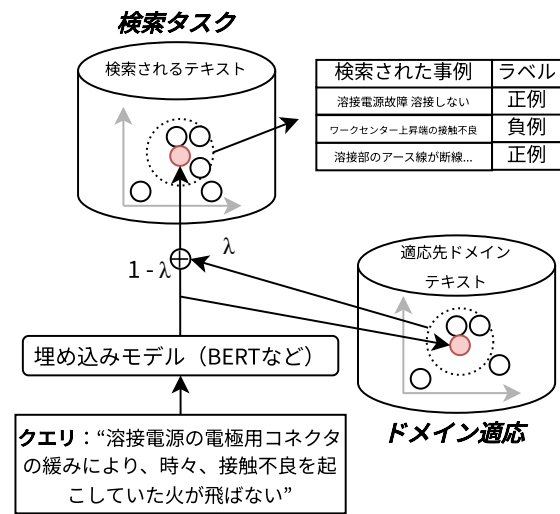 検索タスク
検索されるテキスト
検索された事例 ラベル
溶接電源故障 溶接しない 正例
ワークセンター上昇端の接触不良 負例
溶接部のアース線が断線... 正例
λ
1 - λ
適応先ドメイン
テキスト
埋め込みモデル（BERTなど）
ドメイン適応
クエリ：“溶接電源の電極用コネクタ
の緩みにより、時々、接触不良を起
こしていた火が飛ばない”